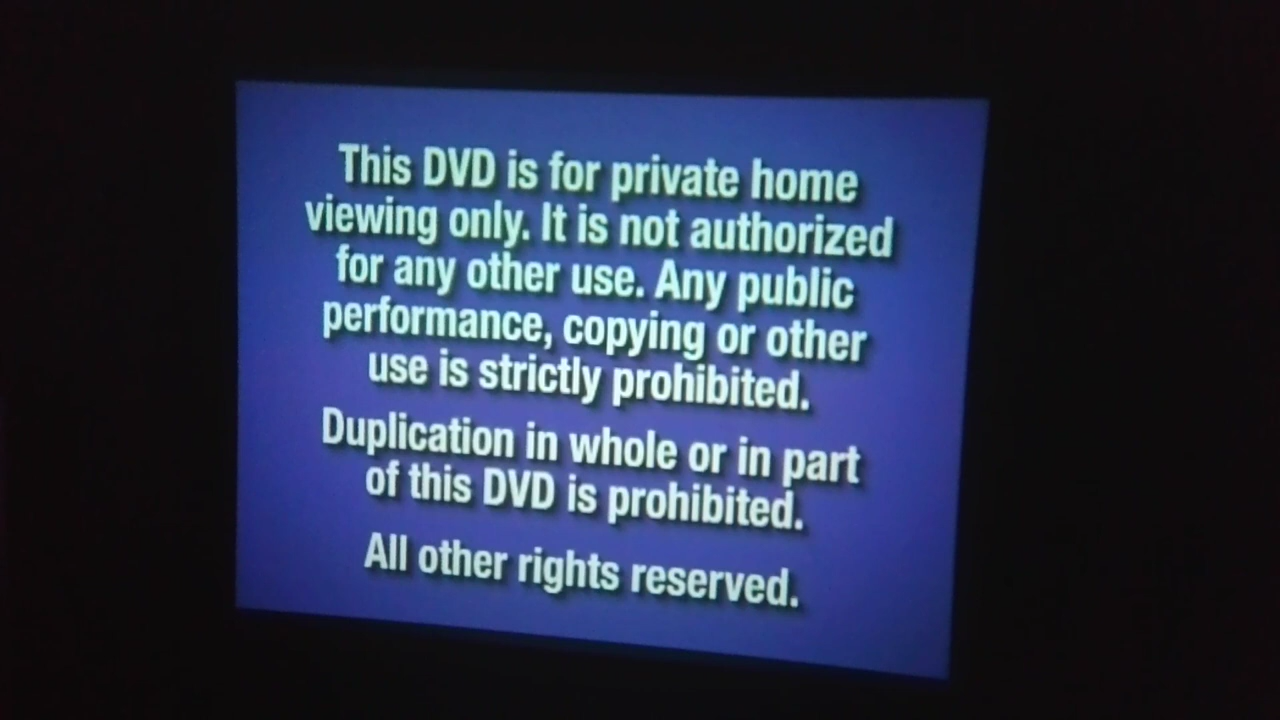 This DVD is for private home
viewing only. It is not authorized
for any other use. Any public
performance, copying or other
use is strictly prohibited.
Duplication in whole or in part
of this DVD is prohibited.
All other rights reserved.